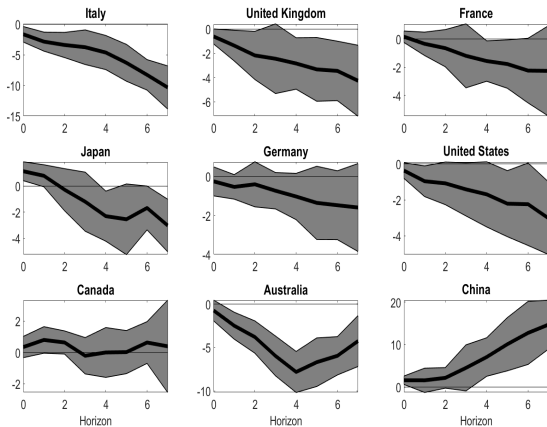 Italy United Kingdom France
0 0 0
-5 -2 -2
-10 -4 -4
-15 -6
0 2 4 6 0 2 4 6 0 2 4 6
Japan Germany United States
0 0 0
-2 -2 -2
-4 -4 -4
0 2 4 6 0 2 4 6 0 2 4 6
Canada Australia China
2 0 20
0 -5 10
-2 -10 0
0 2 4 6 0 2 4 6 0 2 4 6
Horizon Horizon Horizon